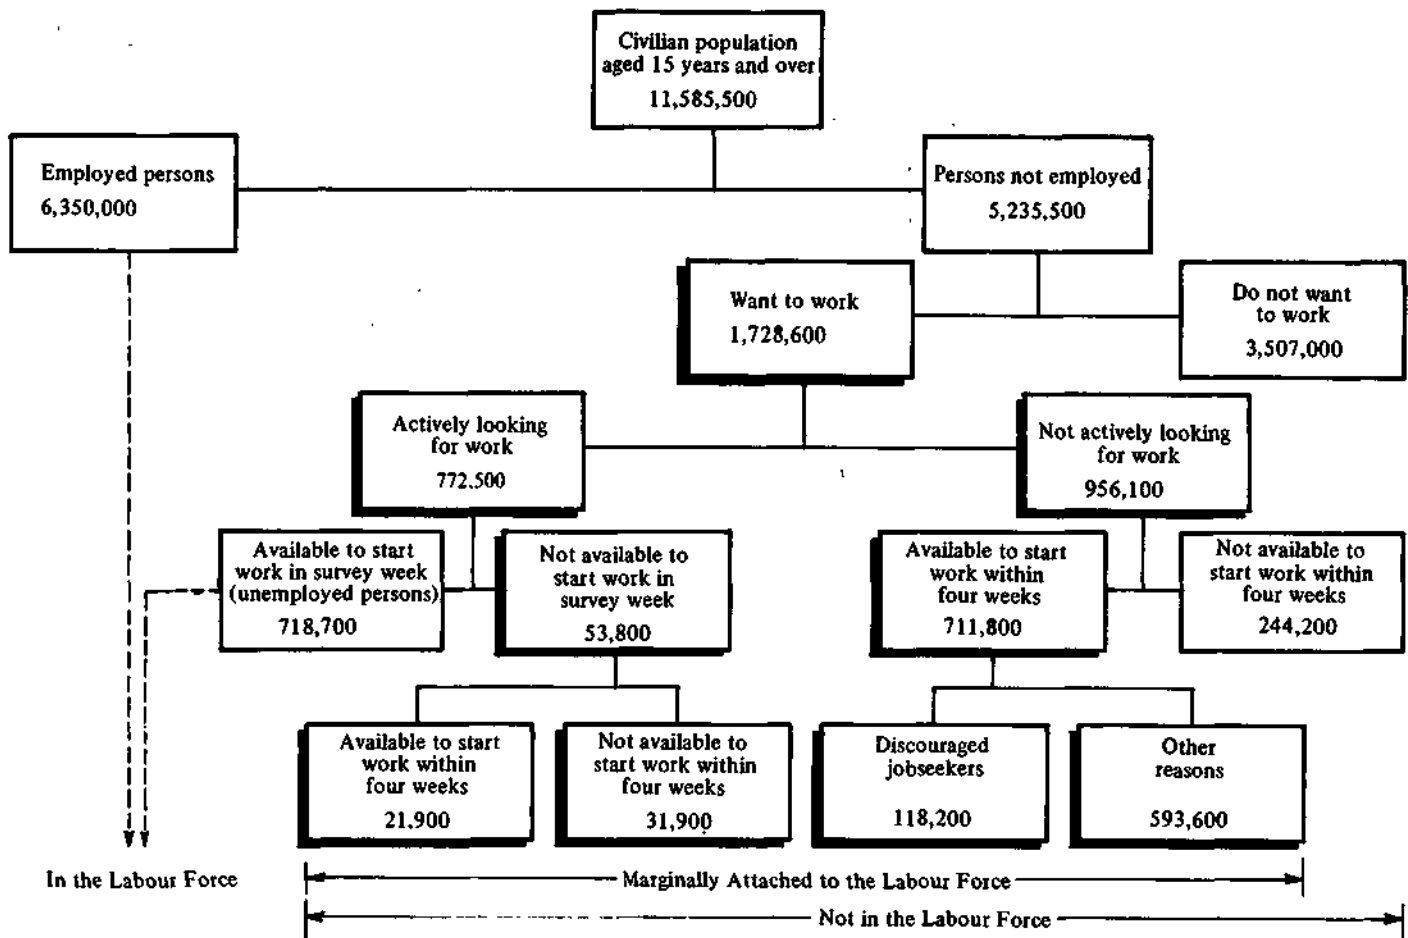 Civilian population
aged 15 years and over
11,585,500
Employed persons
6,350,000
Persons not employed
5,235,500
Want to work
1,728,600
Do not want
to work
3,507,000
Actively looking
for work
772.500
Not actively looking
for work
956,100
Available to start
work in survey week
(unemployed persons)
718,700
Not available to
start work in
survey week
53,800
Available to start
work within
four weeks
711,800
Not available to
start work within
four weeks
244,200
Available to start
work within
four weeks
21,900
Not available to
start work within
four weeks
31,900
Discouraged
jobseekers
118,200
Other
reasons
593,600
In the Labour Force
Marginally Attached to the Labour Force
Not in the Labour Force